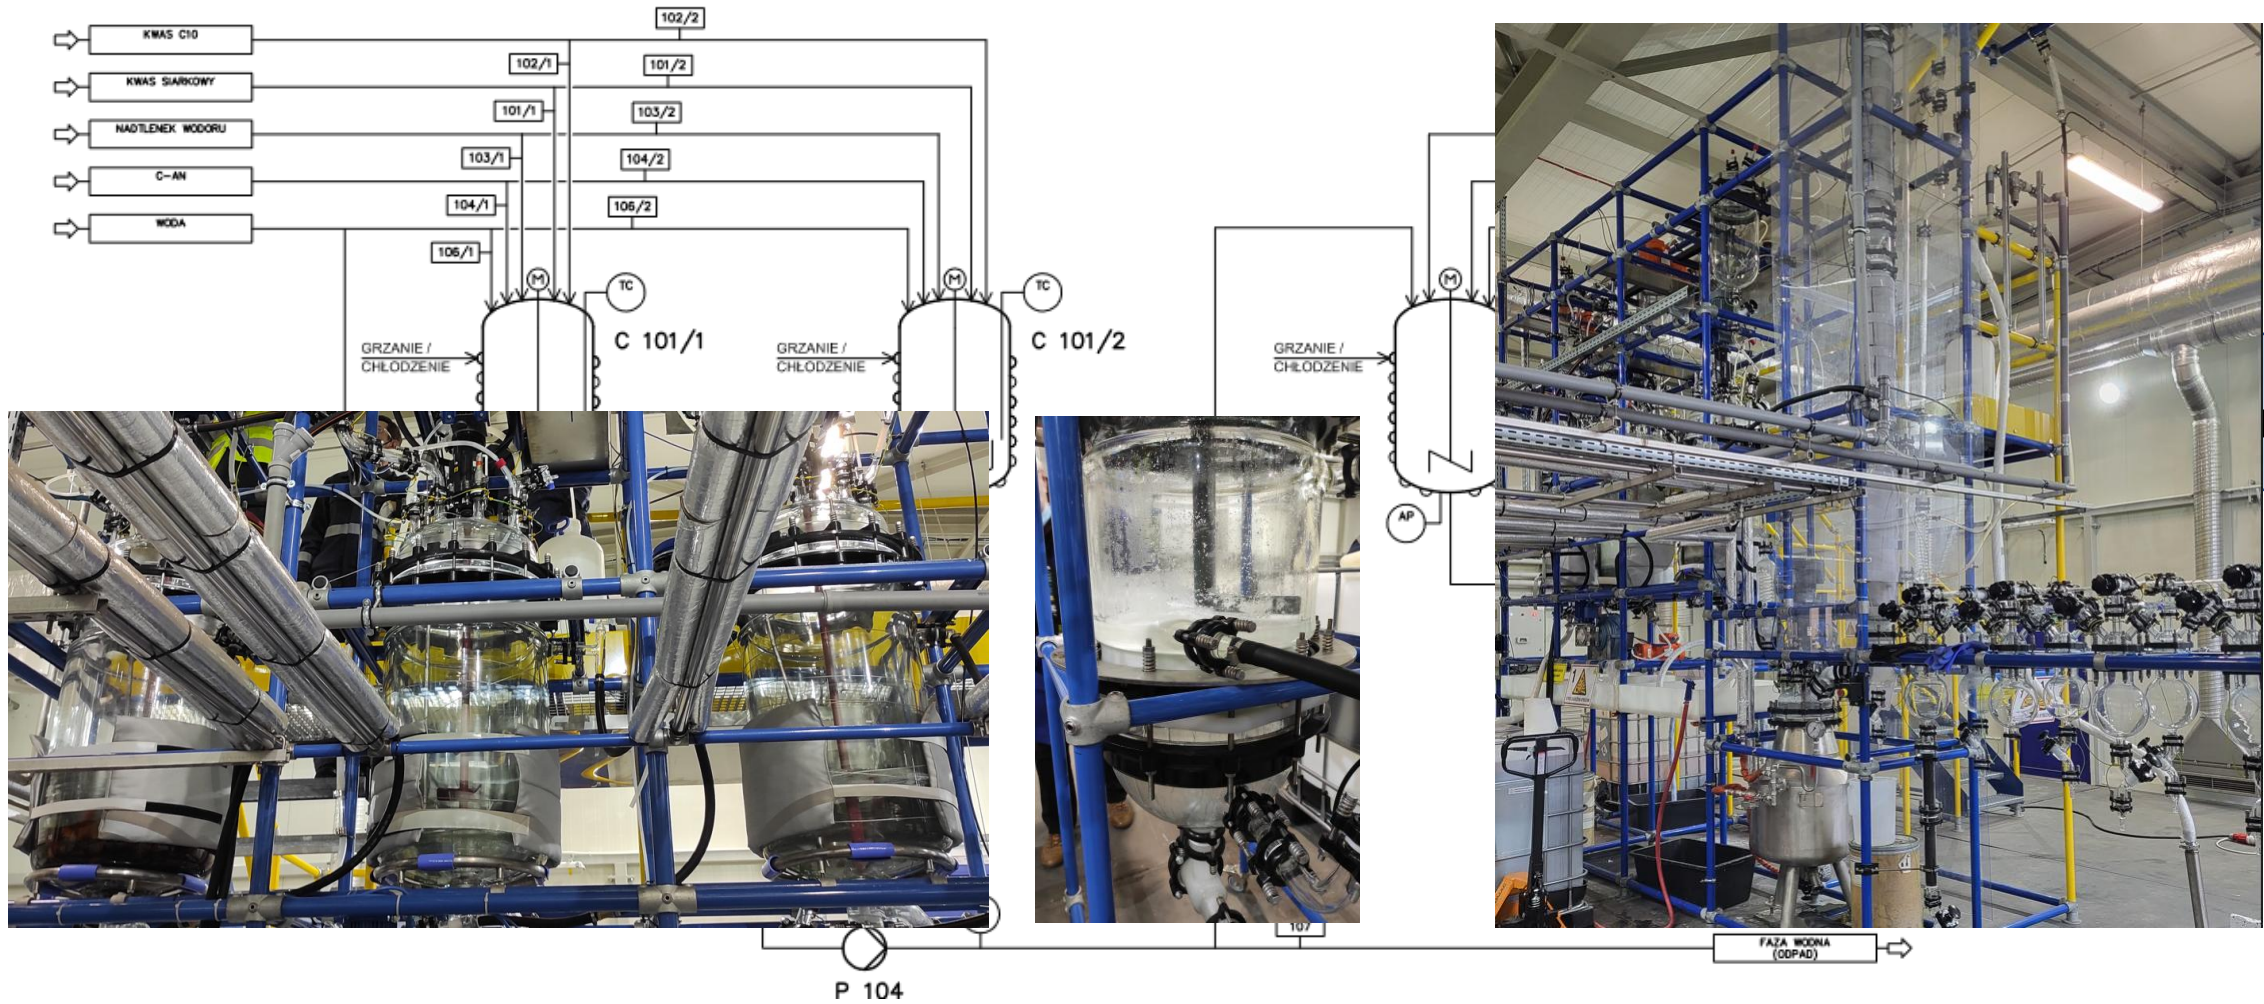 102/2
KWAS C10
102/1
101/2
KWAS SIARKOWY
101/1
103/2
NADTLENEK WODORU
103/1
104/2
C-AN
104/1
106/2
WODA
106/1
M
TC
M
TC
M
C 101/1
C 101/2
GRZANIE /
CHŁODZENIE
GRZANIE /
CHŁODZENIE
GRZANIE /
CHŁODZENIE
AP
107
FAZA WODNA
(ODPAD)
P 104